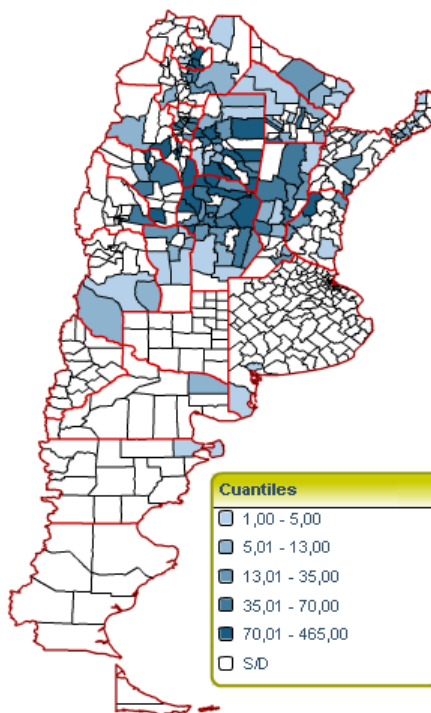 Cuantiles
1,00 - 5,00
5,01 - 13,00
13,01 - 35,00
35,01 - 70,00
70,01 - 465,00
S/D